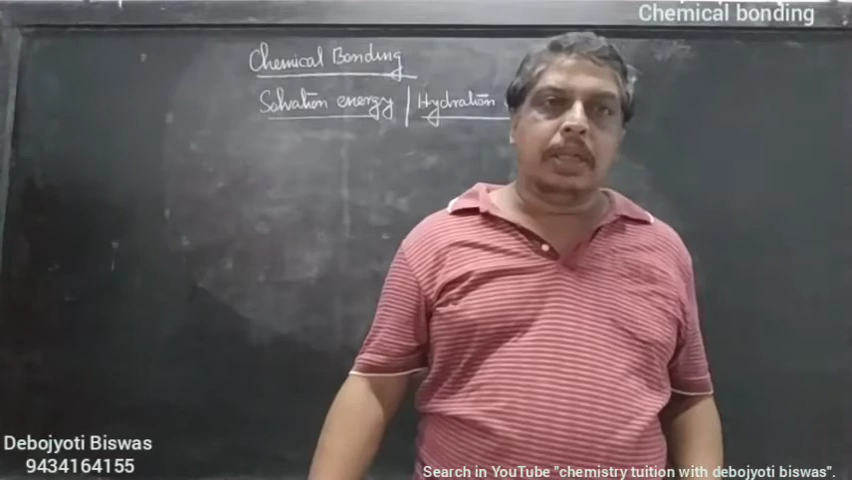 Chemical bonding
Chemical Bonding
Solvation energy | Hydration
Debojyoti Biswas
9434164155
Search in YouTube "chemistry tuition with debojyoti biswas".